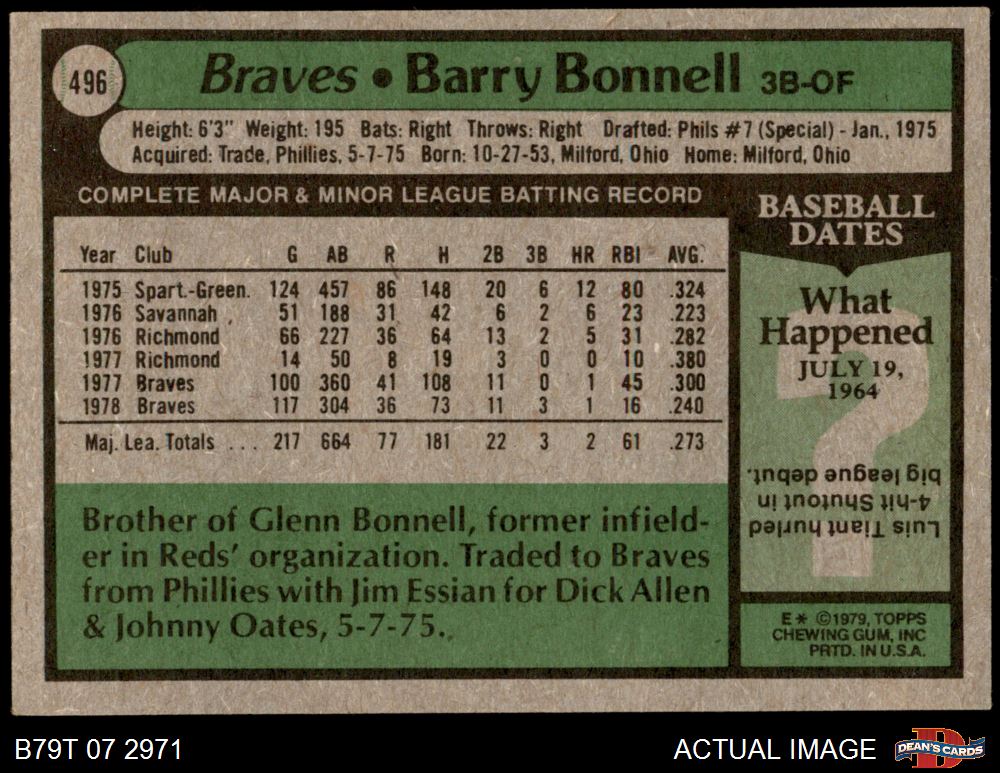 496
Braves • Barry Bonnell 3B-OF
Height: 6'3" Weight: 195 Bats: Right Throws: Right Drafted: Phils #7 (Special) - Jan., 1975
Acquired: Trade, Phillies, 5-7-75 Born: 10-27-53, Milford, Ohio Home: Milford, Ohio
COMPLETE MAJOR & MINOR LEAGUE BATTING RECORD
Year Club G AB R H 2B 3B HR RBI AVG.
1975 Spart.-Green. 124 457 86 148 20 6 12 80 .324
1976 Savannah 51 188 31 42 6 2 6 23 .223
1976 Richmond 66 227 36 64 13 2 5 31 .282
1977 Richmond 14 50 8 19 3 0 0 10 .380
1977 Braves 100 360 41 108 11 0 1 45 .300
1978 Braves 117 304 36 73 11 3 1 16 .240
Maj. Lea. Totals ... 217 664 77 181 22 3 2 61 .273
Brother of Glenn Bonnell, former infield-
er in Reds' organization. Traded to Braves
from Phillies with Jim Essian for Dick Allen
& Johnny Oates, 5-7-75.
BASEBALL
DATES
What
Happened
JULY 19,
1964
?
Luis Tiant hurled
4-hit Shutout in
big league debut.
E* ©1979, TOPPS
CHEWING GUM, INC
PRTD. IN U.S.A.
B79T 07 2971
ACTUAL IMAGE
D
DEAN'S CARDS